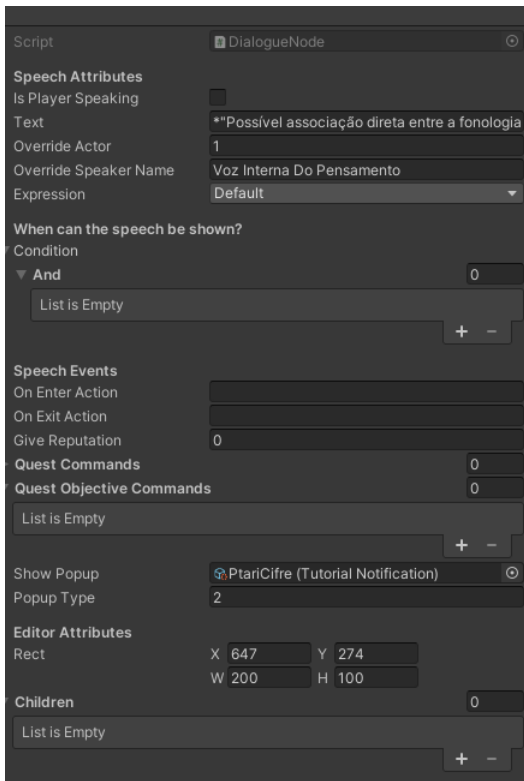 Script DialogueNode
Speech Attributes
Is Player Speaking
Text *"Possível associação direta entre a fonologia
Override Actor 1
Override Speaker Name Voz Interna Do Pensamento
Expression Default
When can the speech be shown?
Condition
And 0
List is Empty
+ −
Speech Events
On Enter Action
On Exit Action
Give Reputation 0
Quest Commands 0
Quest Objective Commands 0
List is Empty
+ −
Show Popup PtariCifre (Tutorial Notification)
Popup Type 2
Editor Attributes
Rect X 647 Y 274
W 200 H 100
Children 0
List is Empty
+ −